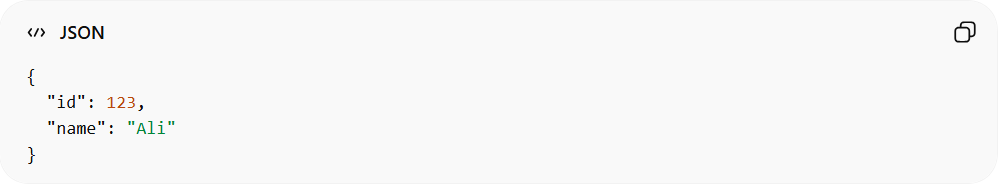 JSON
{
  "id": 123,
  "name": "Ali"
}